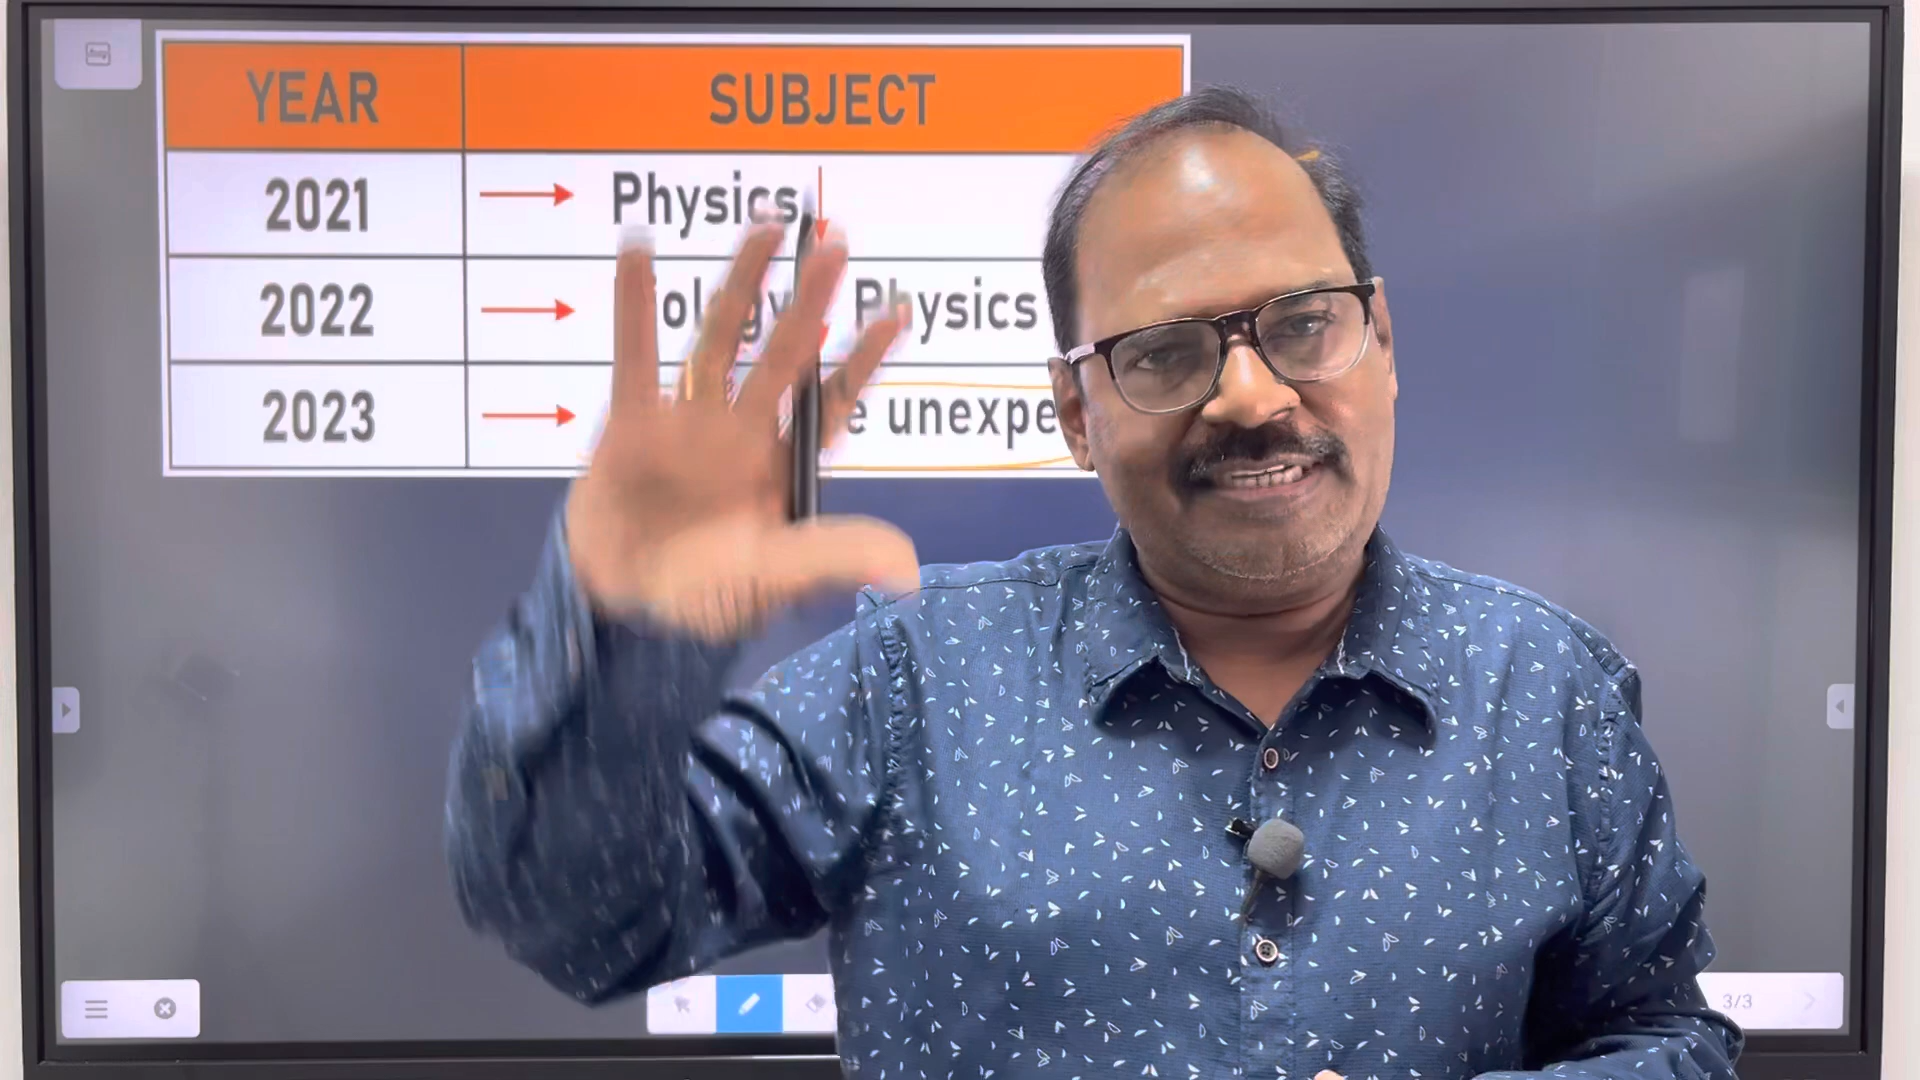 YEAR SUBJECT
2021 Physics
2022 Physics
2023 unexpe
3/3